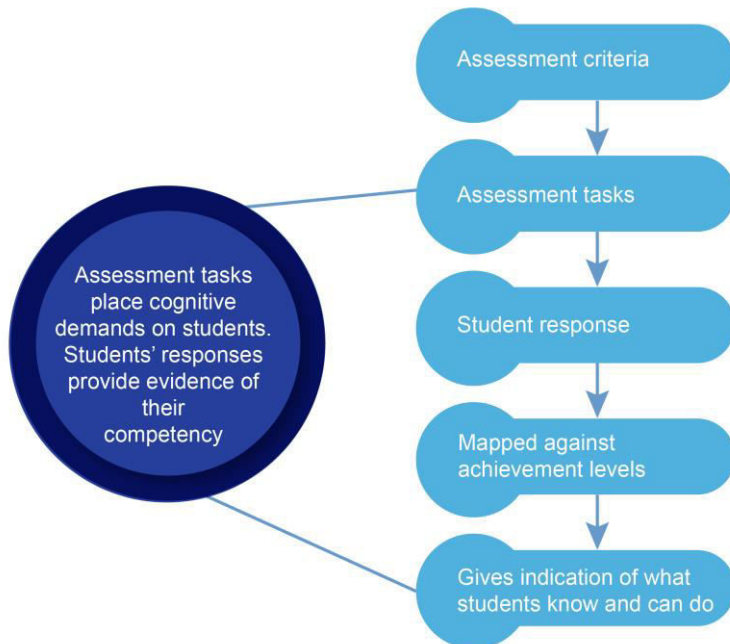 Assessment criteria
Assessment tasks
Assessment tasks
place cognitive
demands on students.
Students’ responses
provide evidence of
their
competency
Student response
Mapped against
achievement levels
Gives indication of what
students know and can do